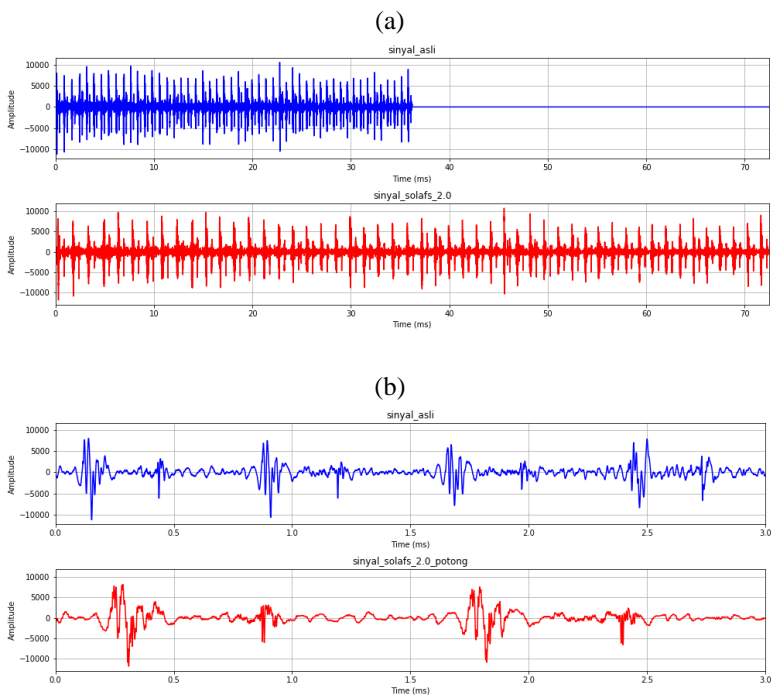 (a)
sinyal_asli
10000
5000
0
−5000
−10000
Amplitude
0 10 20 30 40 50 60 70
Time (ms)
sinyal_solafs_2.0
10000
5000
0
−5000
−10000
Amplitude
0 10 20 30 40 50 60 70
Time (ms)
(b)
sinyal_asli
10000
5000
0
−5000
−10000
Amplitude
0.0 0.5 1.0 1.5 2.0 2.5 3.0
Time (ms)
sinyal_solafs_2.0_potong
10000
5000
0
−5000
−10000
Amplitude
0.0 0.5 1.0 1.5 2.0 2.5 3.0
Time (ms)